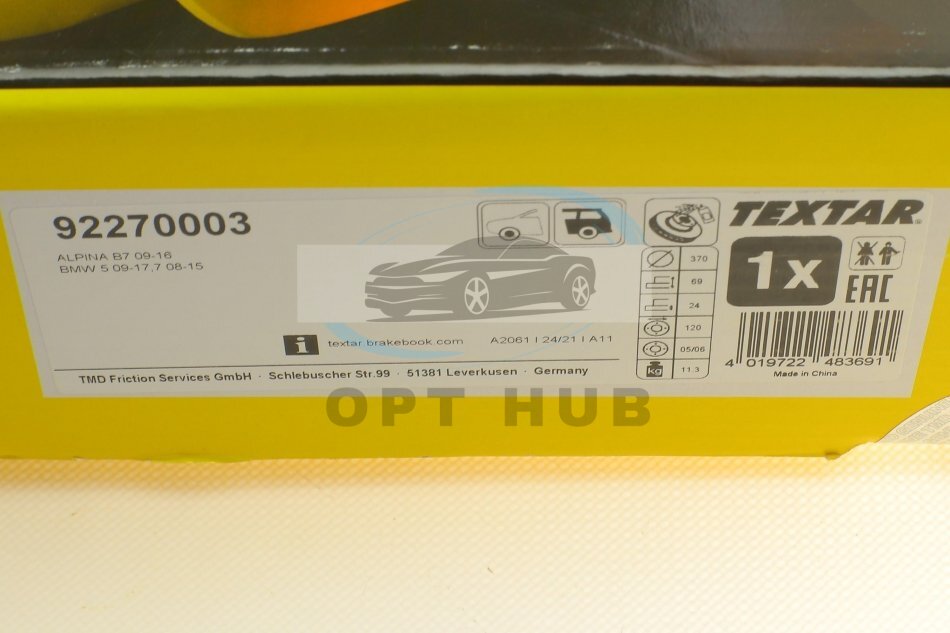 92270003
ALPINA B7 09-16
BMW 5 09-17,7 08-15
TEXTAR®
1x
EAC
370
69
24
120
05/06
kg 11.3
i textar.brakebook.com A2061 I 24/21 I A11
4 019722 483691
Made in China
TMD Friction Services GmbH · Schlebuscher Str.99 · 51381 Leverkusen · Germany
OPT HUB